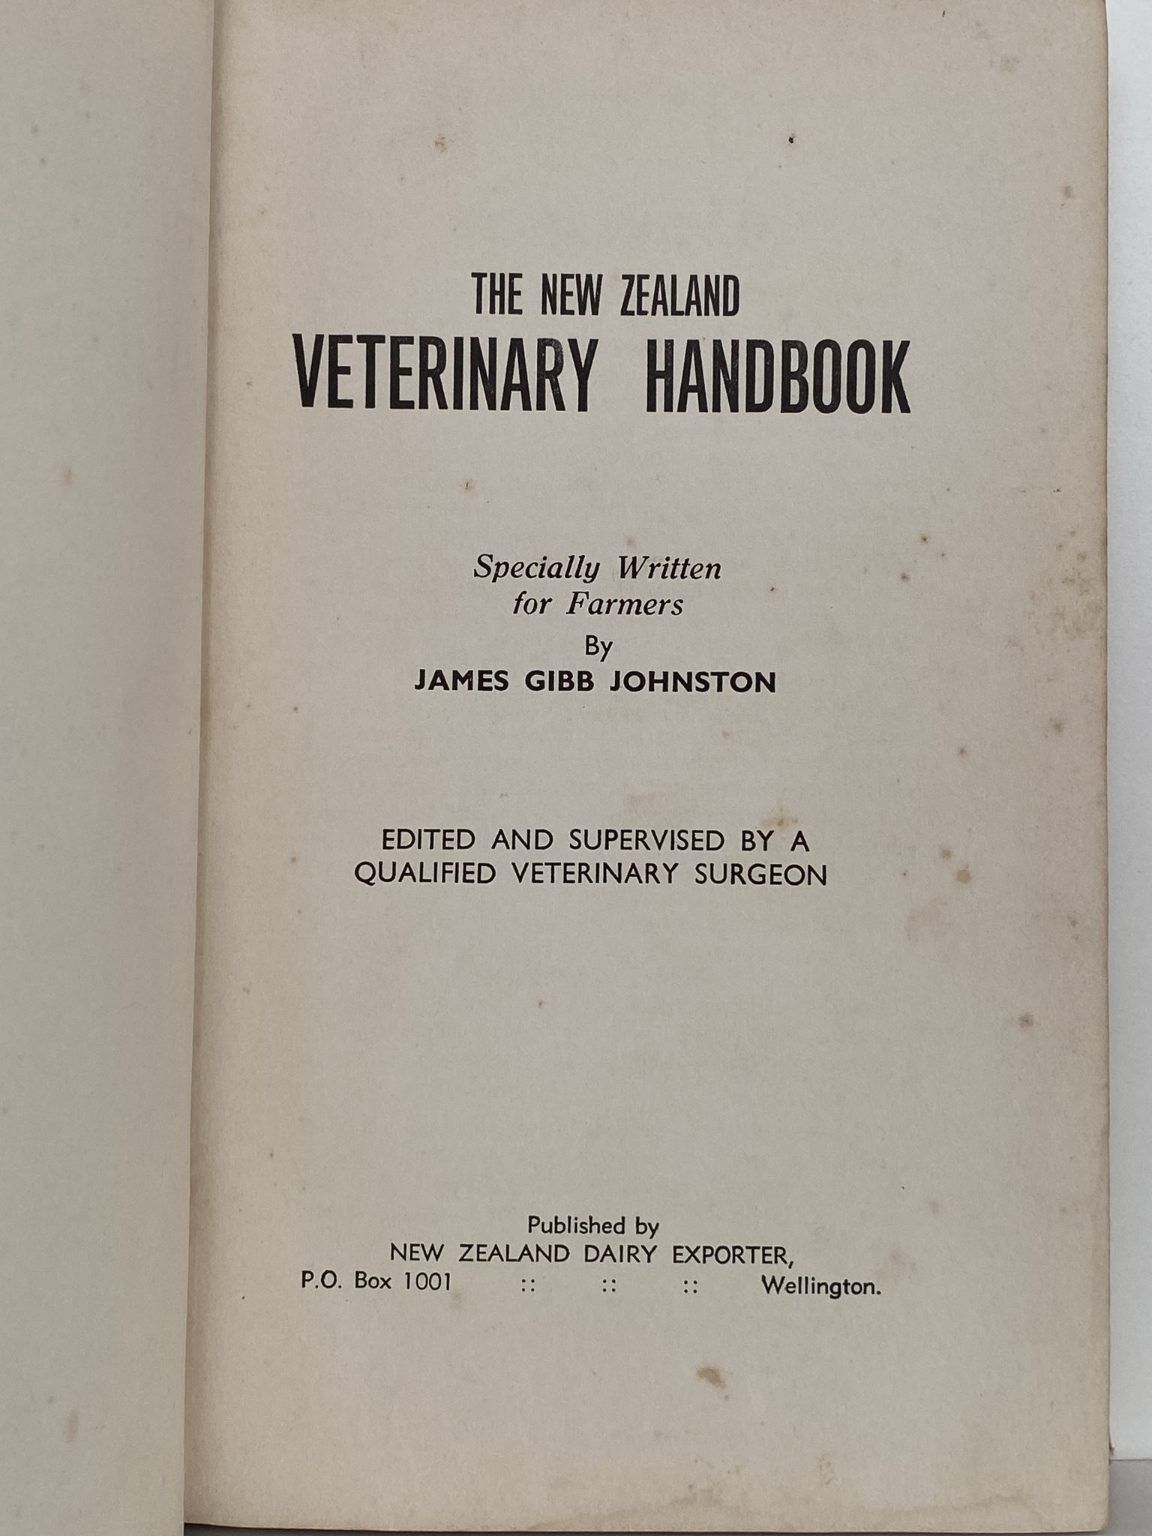 THE NEW ZEALAND
VETERINARY HANDBOOK
Specially Written
for Farmers
By
JAMES GIBB JOHNSTON
EDITED AND SUPERVISED BY A
QUALIFIED VETERINARY SURGEON
Published by
NEW ZEALAND DAIRY EXPORTER,
P.O. Box 1001 :: :: :: Wellington.